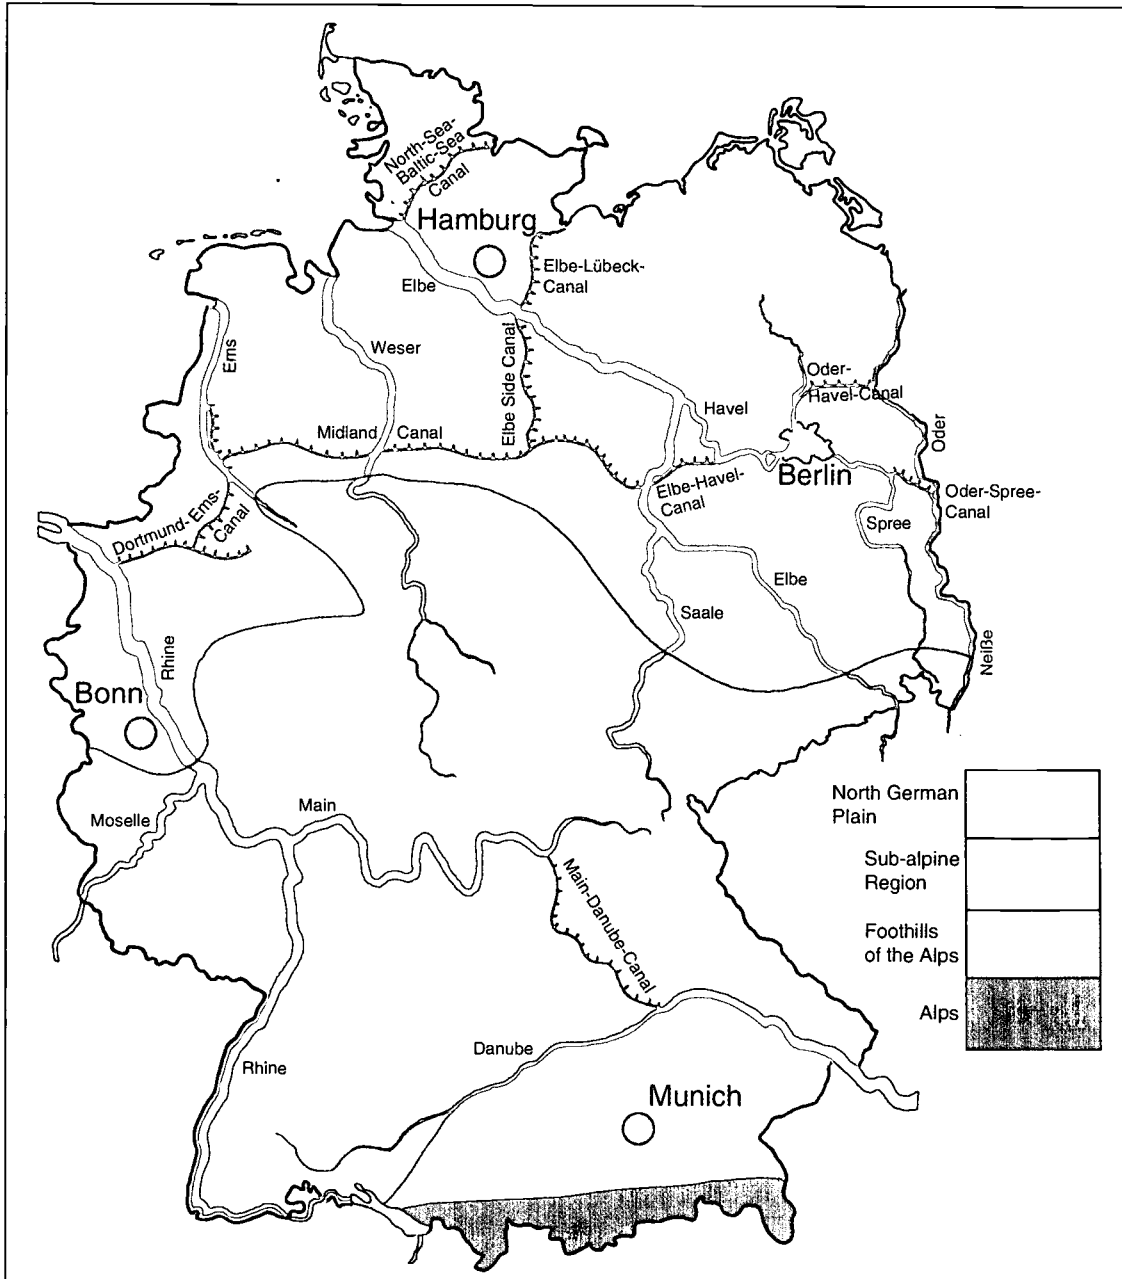 North-Sea-
Baltic-Sea
Canal
Hamburg
Elbe
Elbe-Lübeck-
Canal
Ems
Weser
Elbe Side Canal
Midland Canal
Havel
Oder-
Havel-Canal
Oder
Berlin
Elbe-Havel-
Canal
Oder-Spree-
Canal
Spree
Dortmund-Ems-
Canal
Elbe
Saale
Rhine
Neiße
Bonn
Moselle
Main
Main-Danube-Canal
Danube
Rhine
Munich
North German
Plain
Sub-alpine
Region
Foothills
of the Alps
Alps